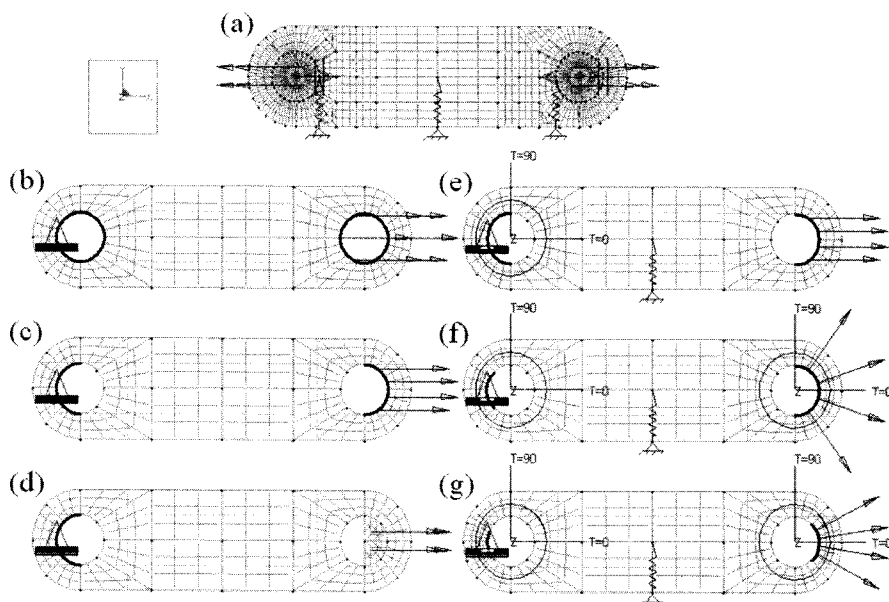 (a)
Y
Z X
(b)
(e)
T=90
Z
T=0
(c)
(f)
T=90
T=90
Z
T=0
Z
T=0
(d)
(g)
T=90
T=90
Z
T=0
Z
T=0